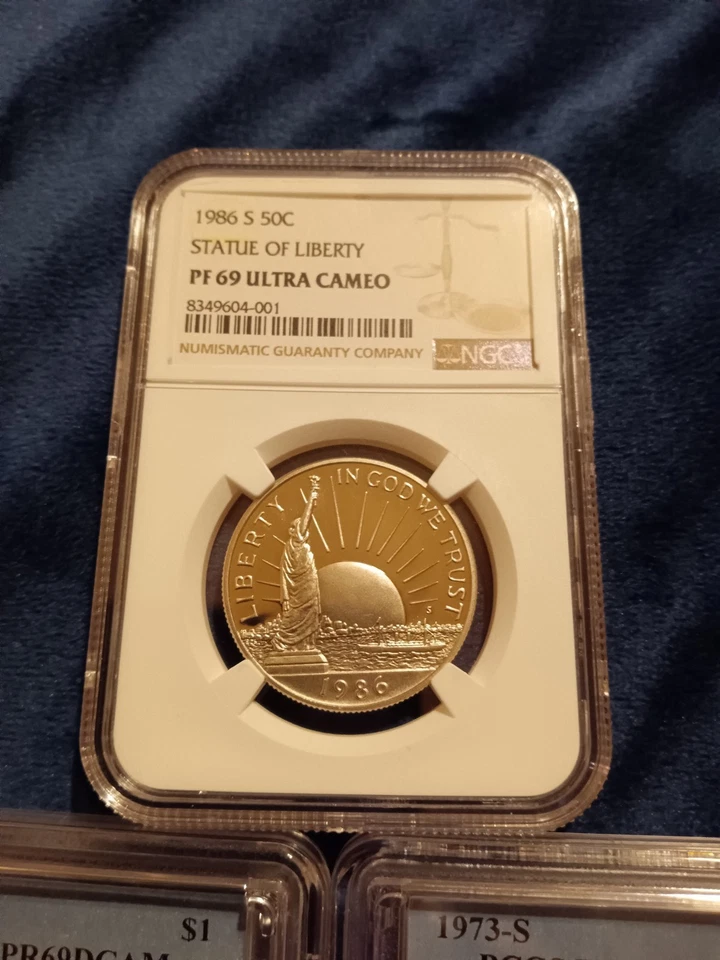 1986 S 50C
STATUE OF LIBERTY
PF 69 ULTRA CAMEO
8349604-001
NUMISMATIC GUARANTY COMPANY NGC
LIBERTY IN GOD WE TRUST
S
1986
$1
PR69DCAM
1973-S